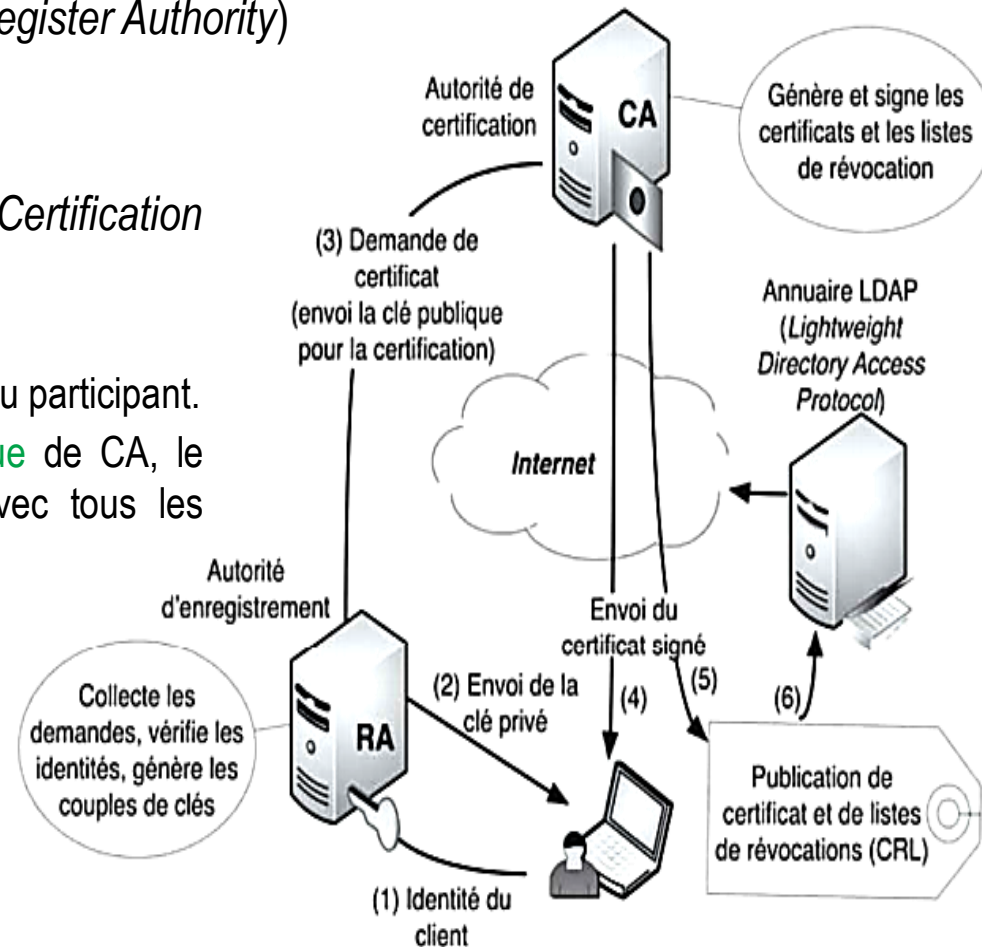 egister Authority)
Certification
u participant.
ue de CA, le
vec tous les
Autorité de
certification
CA
Génère et signe les
certificats et les listes
de révocation
(3) Demande de
certificat
(envoi la clé publique
pour la certification)
Annuaire LDAP
(Lightweight
Directory Access
Protocol)
Internet
Autorité
d'enregistrement
Envoi du
certificat signé
Collecte les
demandes, vérifie les
identités, génère les
couples de clés
RA
(2) Envoi de la
clé privé
(4)
(5)
(6)
Publication de
certificat et de listes
de révocations (CRL)
(1) Identité du
client